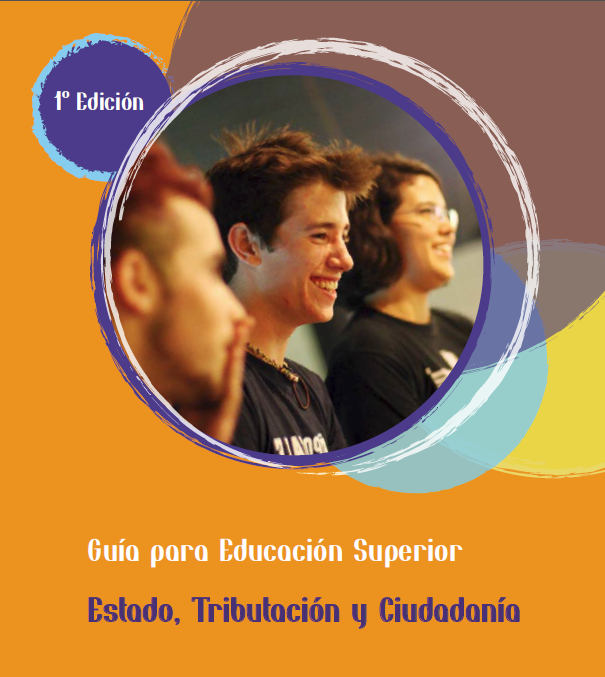 1º Edición
Guía para Educación Superior
Estado, Tributación y Ciudadanía